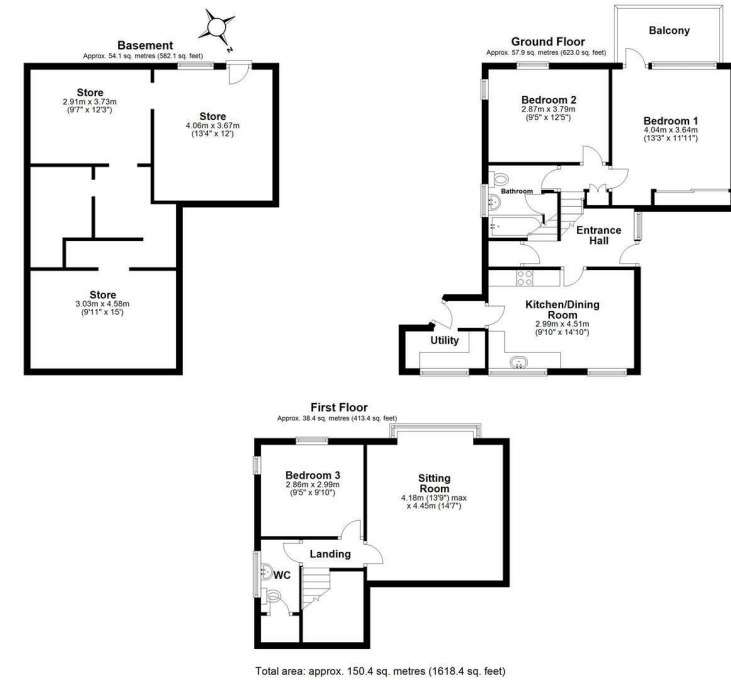 Basement
Approx. 54.1 sq. metres (582.1 sq. feet)
N
Store
2.91m x 3.73m
(9'7" x 12'3")
Store
4.06m x 3.67m
(13'4" x 12')
Store
3.03m x 4.58m
(9'11" x 15')
Ground Floor
Approx. 57.9 sq. metres (623.0 sq. feet)
Balcony
Bedroom 2
2.87m x 3.79m
(9'5" x 12'5")
Bedroom 1
4.04m x 3.64m
(13'3" x 11'11")
Bathroom
Entrance
Hall
Kitchen/Dining
Room
2.99m x 4.51m
(9'10" x 14'10")
Utility
First Floor
Approx. 38.4 sq. metres (413.4 sq. feet)
Bedroom 3
2.86m x 2.99m
(9'5" x 9'10")
Sitting
Room
4.18m (13'9") max
x 4.45m (14'7")
Landing
WC
Total area: approx. 150.4 sq. metres (1618.4 sq. feet)